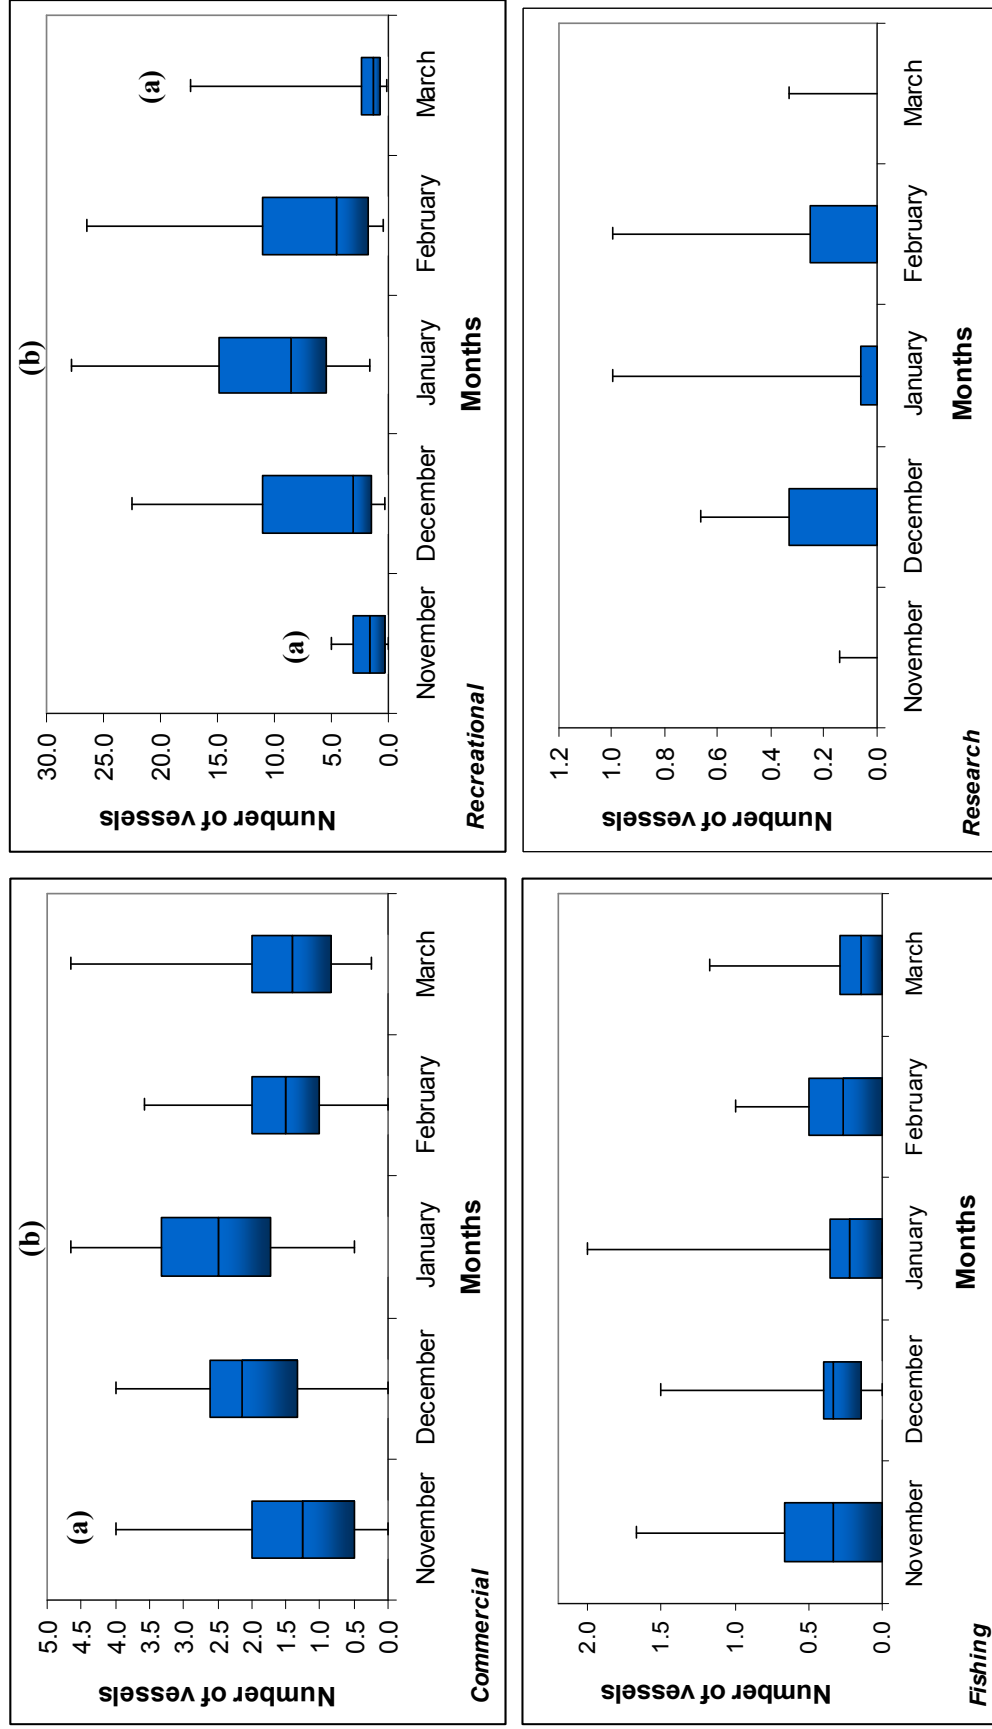 (a)
(b)
5.0
4.5
4.0
3.5
3.0
2.5
2.0
1.5
1.0
0.5
0.0
Number of vessels
November December January February March
Months
Commercial
(a)
(b)
(a)
30.0
25.0
20.0
15.0
10.0
5.0
0.0
Number of vessels
November December January February March
Months
Recreational
2.0
1.5
1.0
0.5
0.0
Number of vessels
November December January February March
Months
Fishing
1.2
1.0
0.8
0.6
0.4
0.2
0.0
Number of vessels
November December January February March
Months
Research